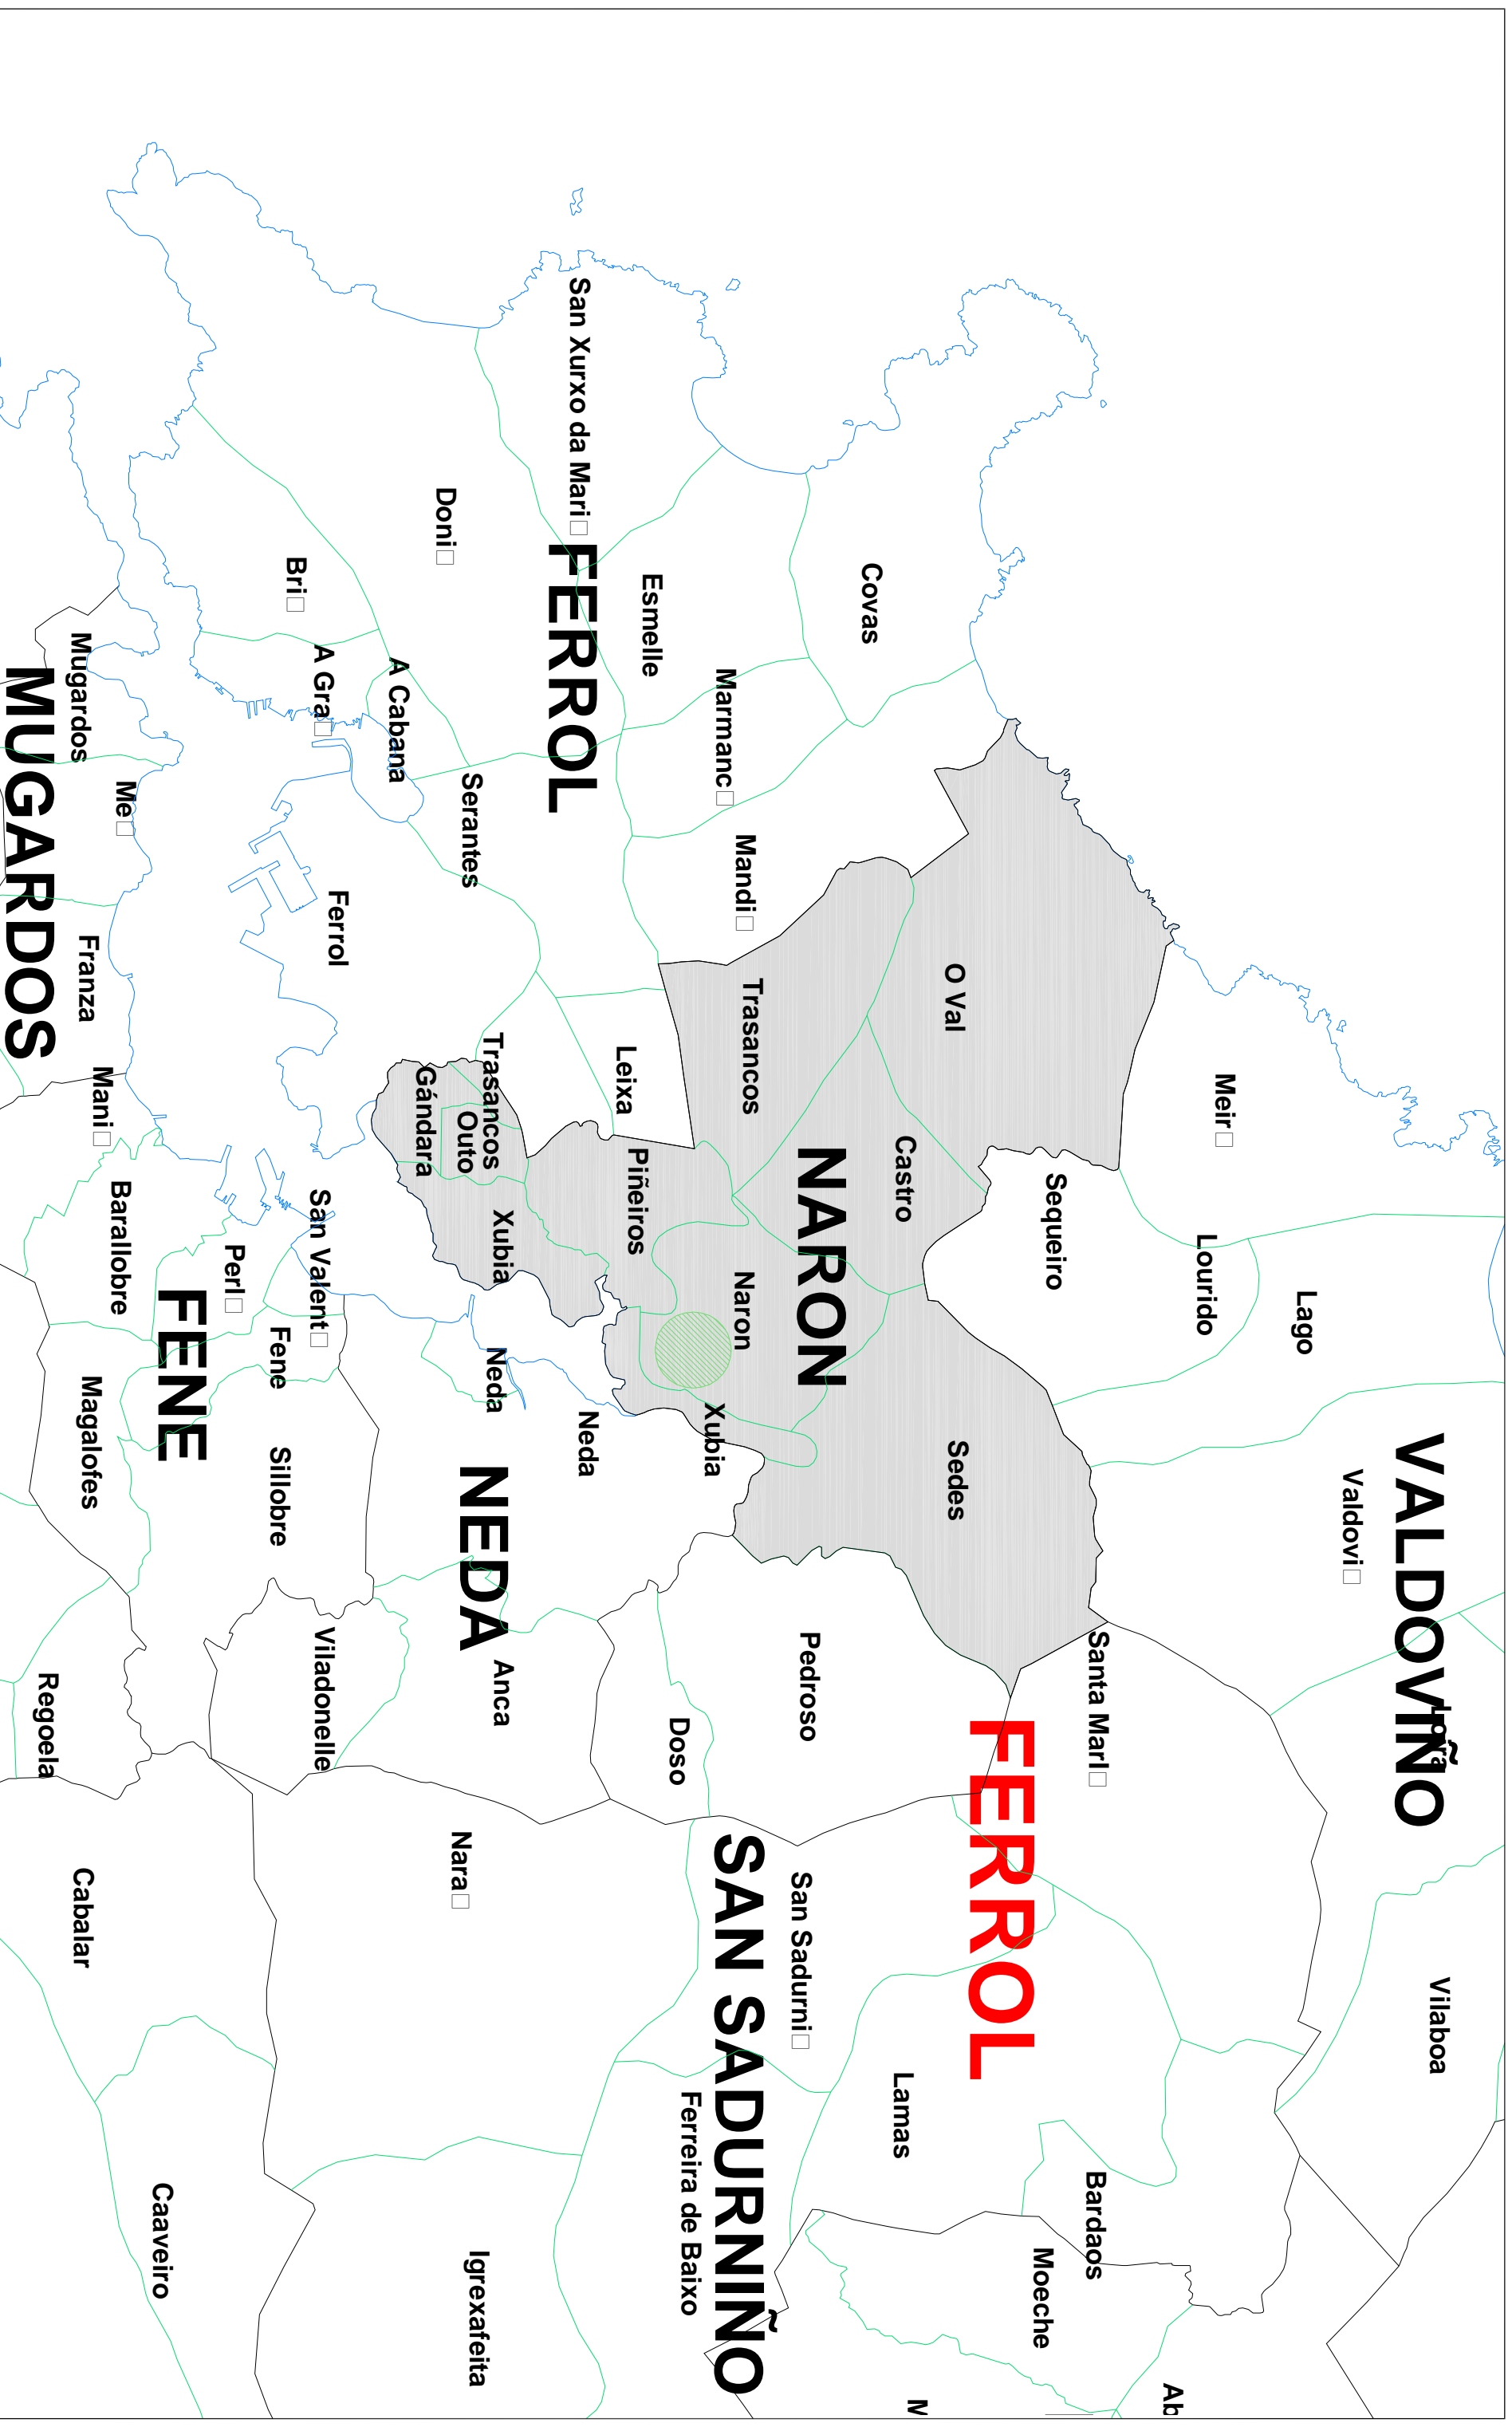 San Xurxo da Mari□
Covas
Doni□
FERROL
Esmelle
Bri□
Marmanc□
A Gra□
A Cabana
Mugardos
MUGARDOS
Me□
Serantes
Mandi□
Ferrol
Franza
O Val
Trasancos
Leixa
Trasancos
Gándara
Outo
Mani□
Meir□
NARON
Castro
Piñeiros
Sequeiro
Barallobre
San Valent□
Xubia
Perl□
Lourido
Lago
Naron
FENE
Fene
Neda
Magalofes
Xubia
Neda
VALDOVIÑO
Sedes
Sillobre
NEDA
Valdovi□
Viladonelle
Pedroso
Santa Marl□
Anca
Regoela
Doso
FERROL
Nara□
SAN SADURNIÑO
San Sadurni□
Cabalar
Vilaboa
Lamas
Ferreira de Baixo
Bardaos
Caaveiro
Moeche
Igrexafeita
Ab